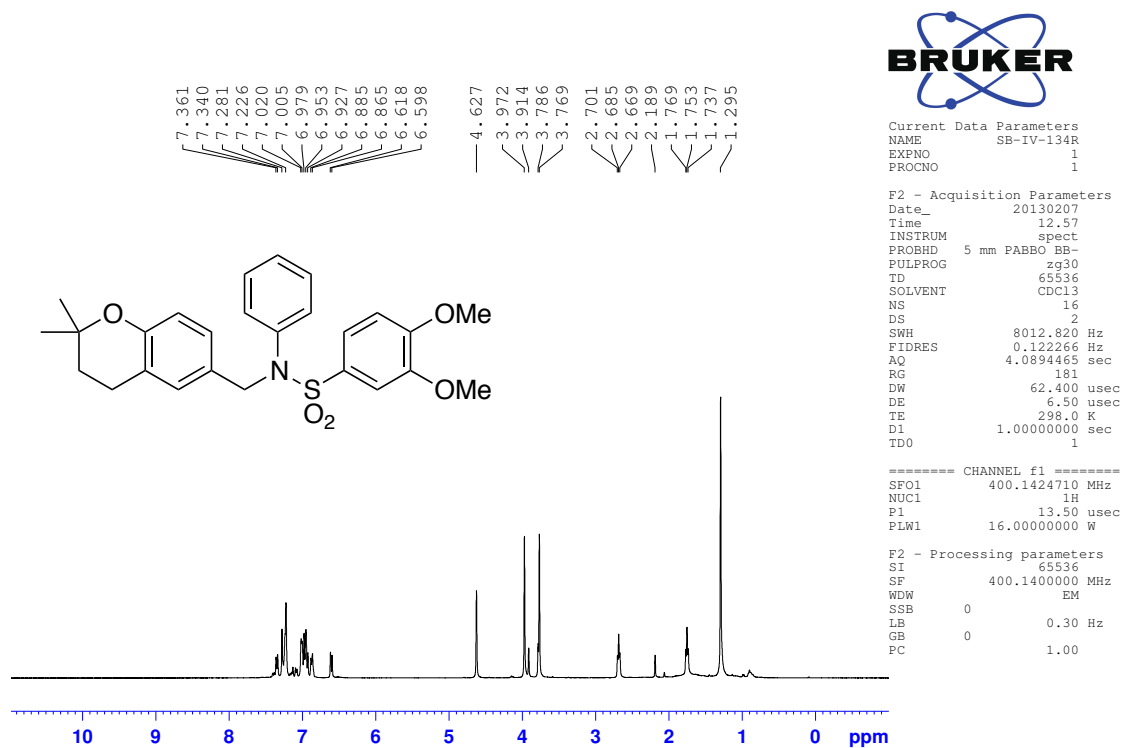 7.361
7.340
7.281
7.226
7.020
7.005
6.979
6.953
6.927
6.885
6.865
6.618
6.598
4.627
3.972
3.914
3.786
3.769
2.701
2.685
2.669
2.189
1.769
1.753
1.737
1.295
O
N
S
O2
OMe
OMe
10 9 8 7 6 5 4 3 2 1 0 ppm
BRUKER
Current Data Parameters
NAME SB-IV-134R
EXPNO 1
PROCNO 1
F2 - Acquisition Parameters
Date_ 20130207
Time 12.57
INSTRUM spect
PROBHD 5 mm PABBO BB-
PULPROG zg30
TD 65536
SOLVENT CDCl3
NS 16
DS 2
SWH 8012.820 Hz
FIDRES 0.122266 Hz
AQ 4.0894465 sec
RG 181
DW 62.400 usec
DE 6.50 usec
TE 298.0 K
D1 1.00000000 sec
TD0 1
======== CHANNEL f1 ========
SFO1 400.1424710 MHz
NUC1 1H
P1 13.50 usec
PLW1 16.00000000 W
F2 - Processing parameters
SI 65536
SF 400.1400000 MHz
WDW EM
SSB 0
LB 0.30 Hz
GB 0
PC 1.00